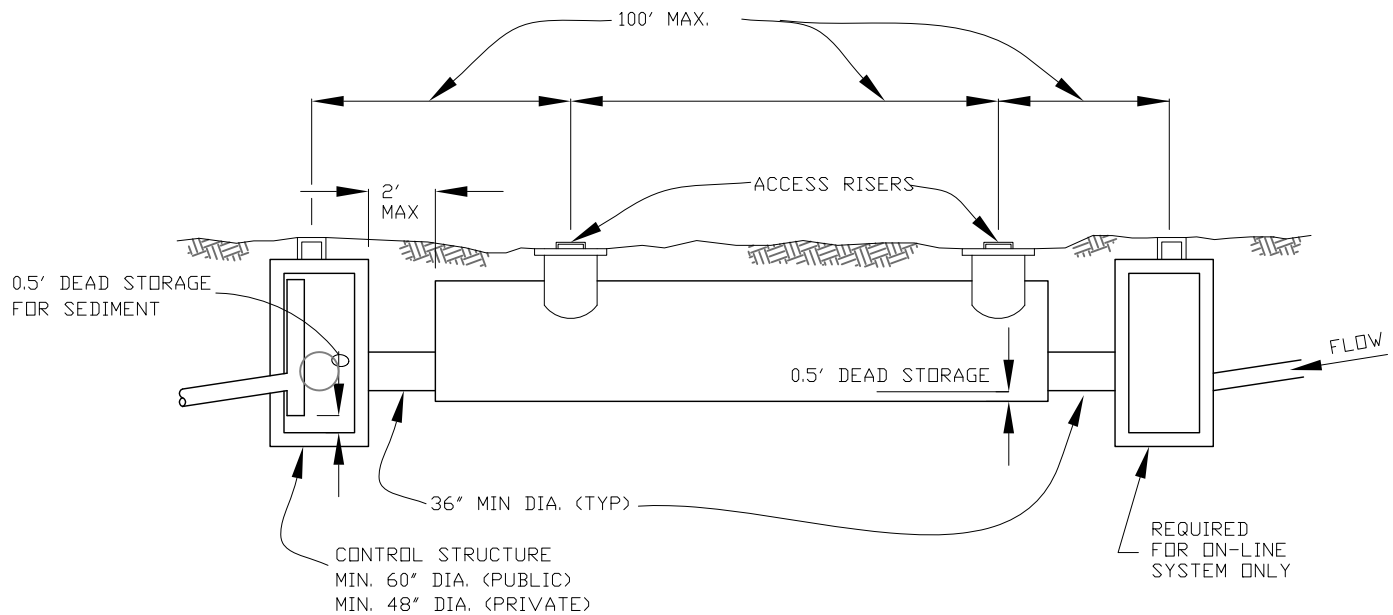 100' MAX.
2'
MAX
ACCESS RISERS
0.5' DEAD STORAGE
FOR SEDIMENT
FLOW
0.5' DEAD STORAGE
36" MIN DIA. (TYP)
CONTROL STRUCTURE
MIN. 60" DIA. (PUBLIC)
MIN. 48" DIA. (PRIVATE)
REQUIRED
FOR ON-LINE
SYSTEM ONLY